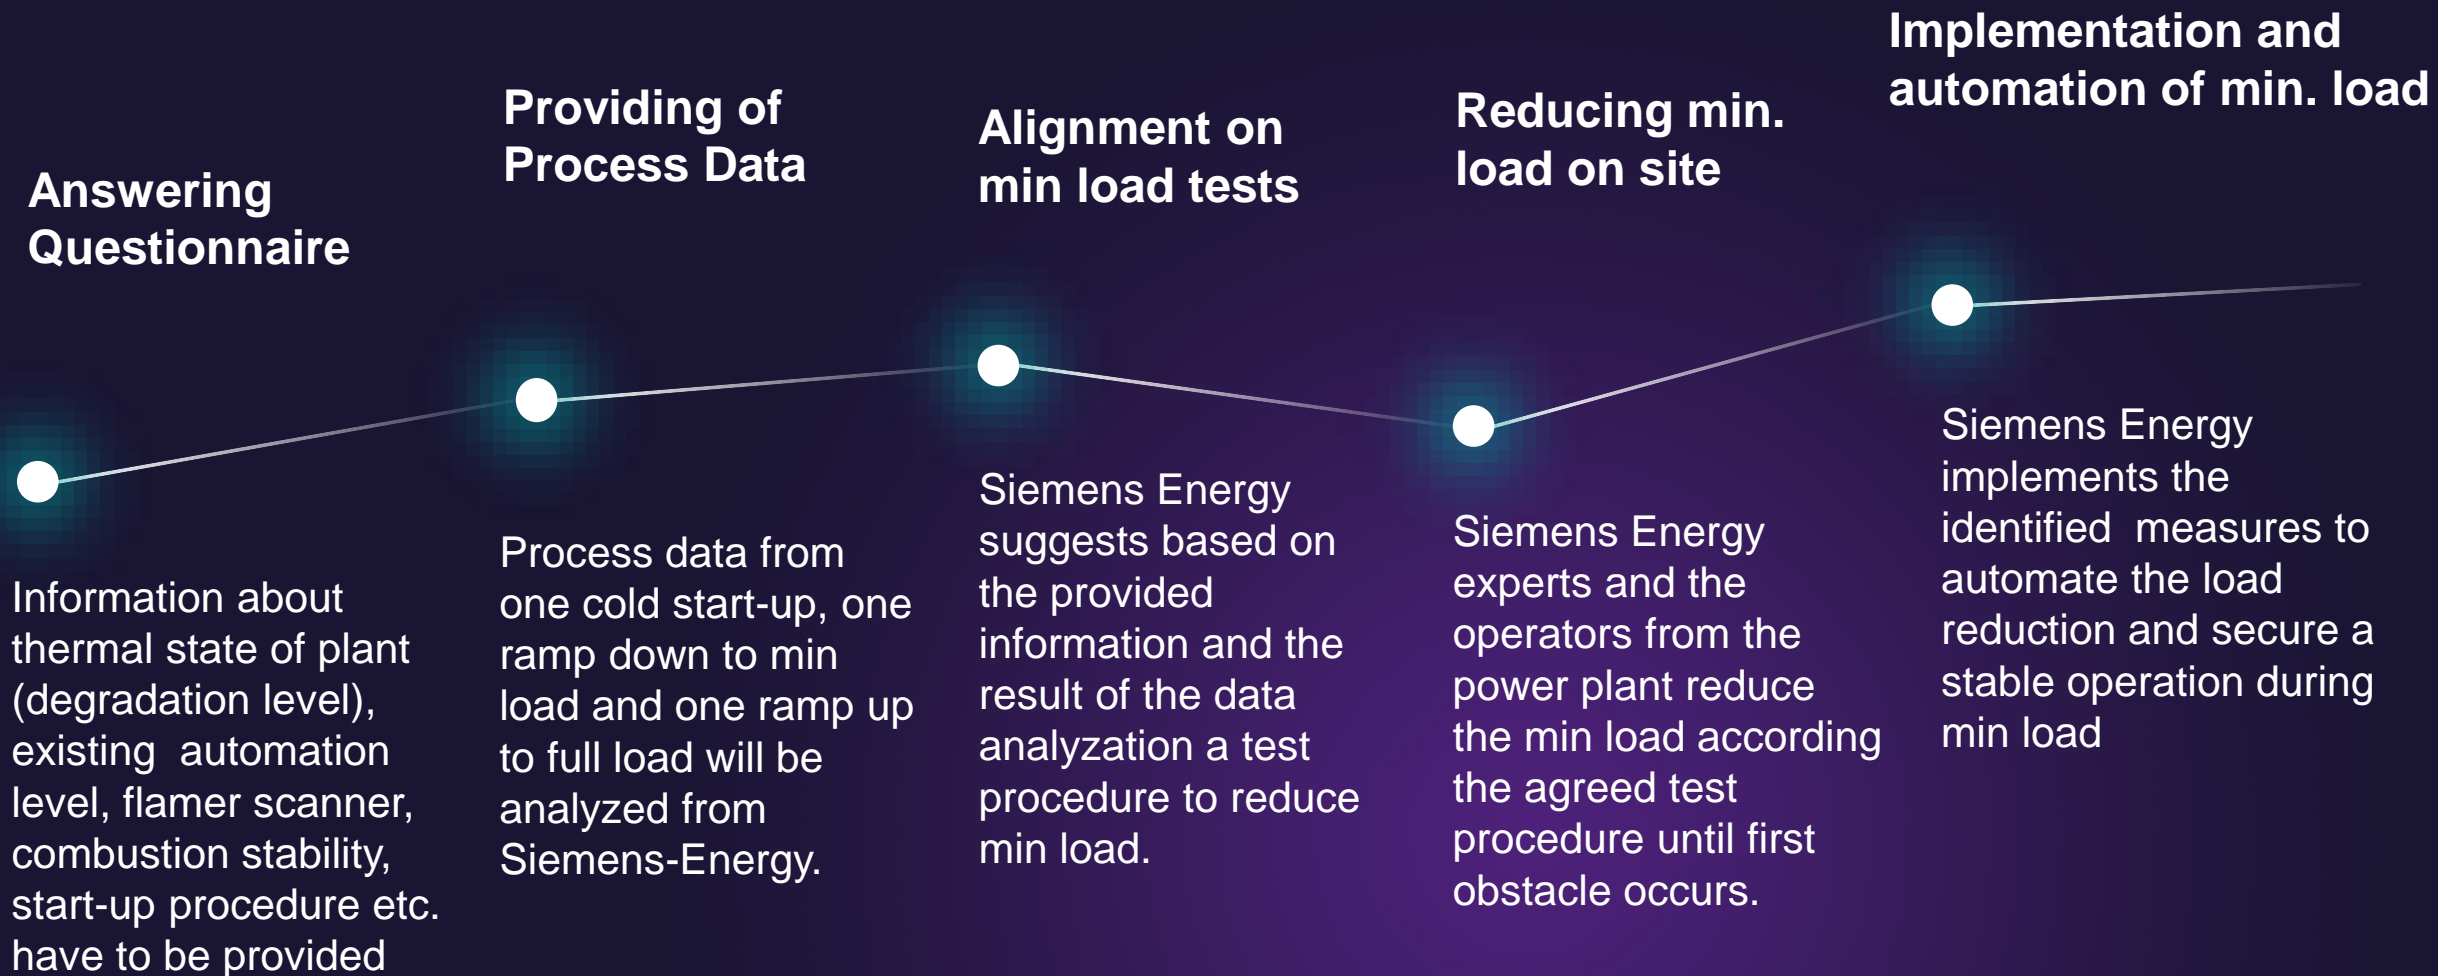 Answering
Questionnaire
Information about
thermal state of plant
(degradation level),
existing  automation
level, flamer scanner,
combustion stability,
start-up procedure etc.
have to be provided
Providing of
Process Data
Process data from
one cold start-up, one
ramp down to min
load and one ramp up
to full load will be
analyzed from
Siemens-Energy.
Alignment on
min load tests
Siemens Energy
suggests based on
the provided
information and the
result of the data
analyzation a test
procedure to reduce
min load.
Reducing min.
load on site
Siemens Energy
experts and the
operators from the
power plant reduce
the min load according
the agreed test
procedure until first
obstacle occurs.
Implementation and
automation of min. load
Siemens Energy
implements the
identified  measures to
automate the load
reduction and secure a
stable operation during
min load